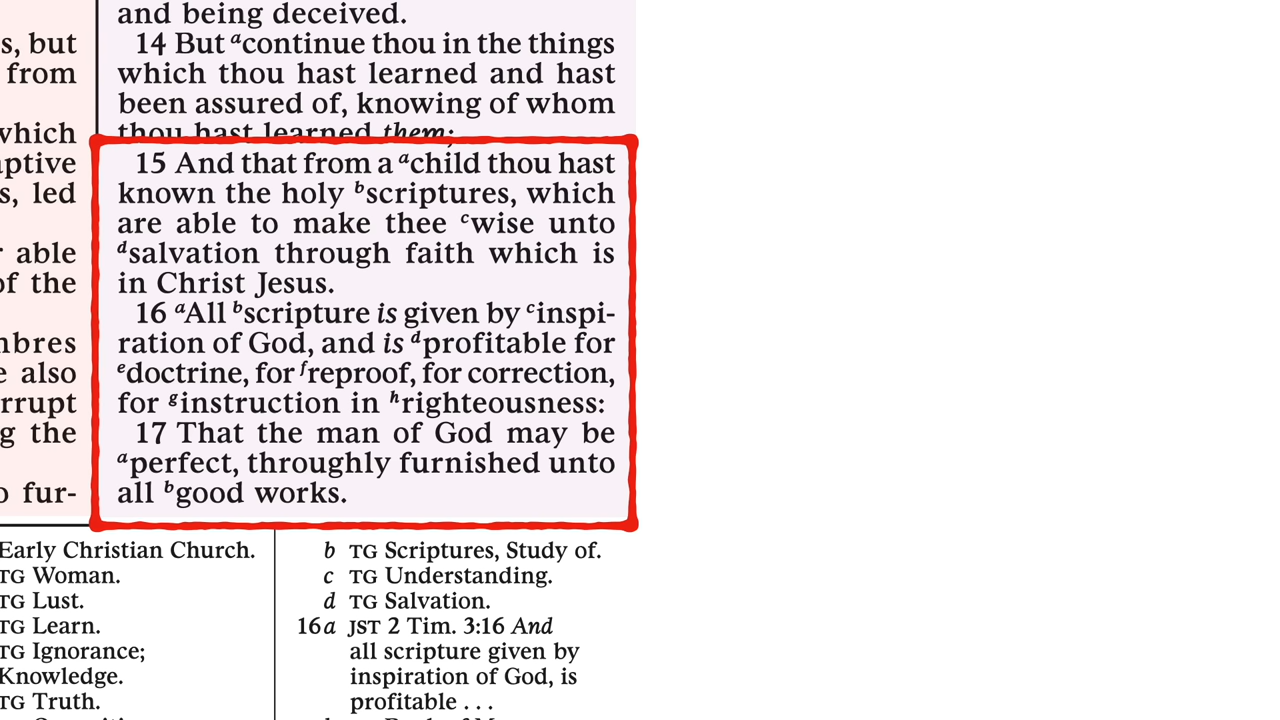 s, but
from
which
ptive
s, led
able
of the
mbres
e also
rrupt
g the
o fur-
and being deceived.
14 But ᵃcontinue thou in the things
which thou hast learned and hast
been assured of, knowing of whom
thou hast learned them;
15 And that from a ᵃchild thou hast
known the holy ᵇscriptures, which
are able to make thee ᶜwise unto
ᵈsalvation through faith which is
in Christ Jesus.
16 ᵃAll ᵇscripture is given by ᶜinspi-
ration of God, and is ᵈprofitable for
ᵉdoctrine, for ᶠreproof, for correction,
for ᵍinstruction in ʰrighteousness:
17 That the man of God may be
ᵃperfect, throughly furnished unto
all ᵇgood works.
Early Christian Church.
TG Woman.
TG Lust.
TG Learn.
TG Ignorance;
Knowledge.
TG Truth.
b TG Scriptures, Study of.
c TG Understanding.
d TG Salvation.
16a JST 2 Tim. 3:16 And
all scripture given by
inspiration of God, is
profitable . . .